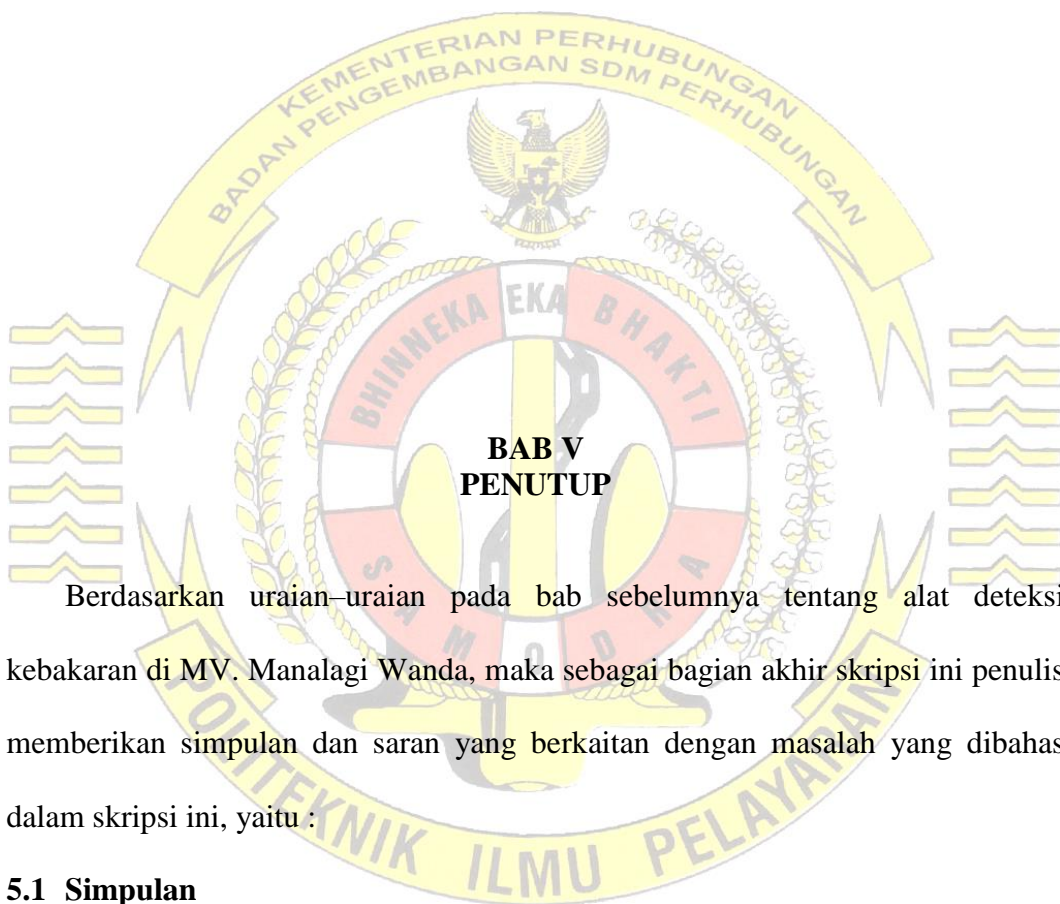 KEMENTERIAN PERHUBUNGAN
BADAN PENGEMBANGAN SDM PERHUBUNGAN
BHINNEKA EKA BHAKTI
SAMODRA
POLITEKNIK ILMU PELAYARAN
BAB V
PENUTUP
Berdasarkan uraian–uraian pada bab sebelumnya tentang alat deteksi
kebakaran di MV. Manalagi Wanda, maka sebagai bagian akhir skripsi ini penulis
memberikan simpulan dan saran yang berkaitan dengan masalah yang dibahas
dalam skripsi ini, yaitu :
5.1 Simpulan